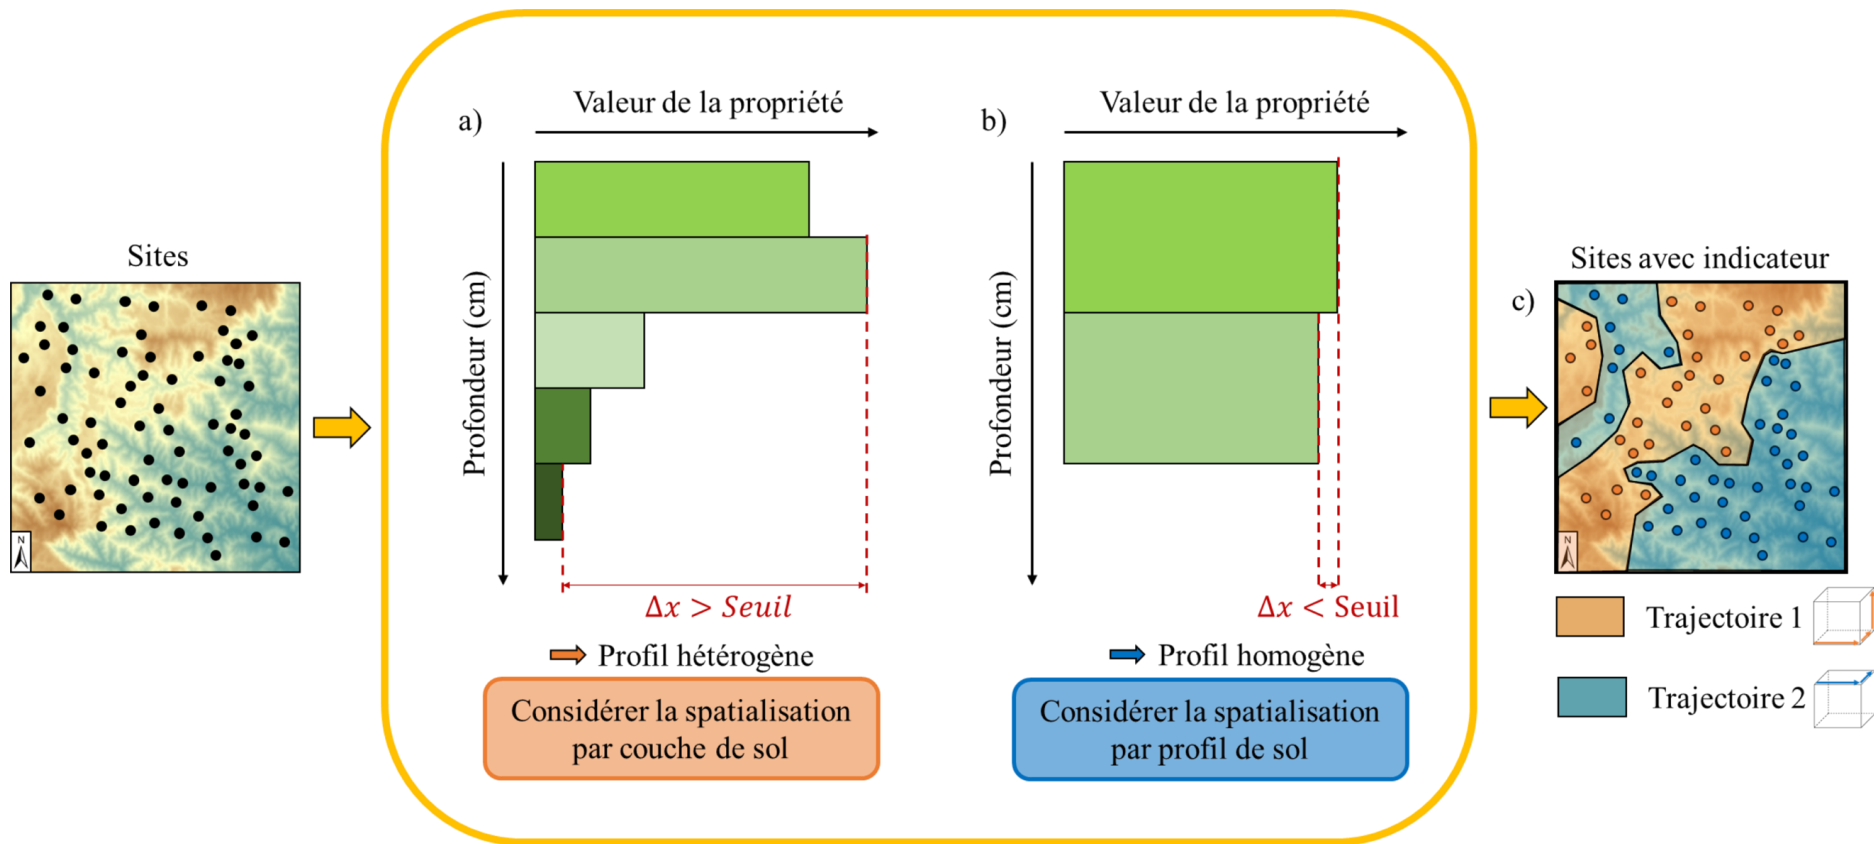 Sites
N
a)
Valeur de la propriété
Profondeur (cm)
Δx > Seuil
Profil hétérogène
Considérer la spatialisation
par couche de sol
b)
Valeur de la propriété
Profondeur (cm)
Δx < Seuil
Profil homogène
Considérer la spatialisation
par profil de sol
Sites avec indicateur
c)
N
Trajectoire 1
Trajectoire 2